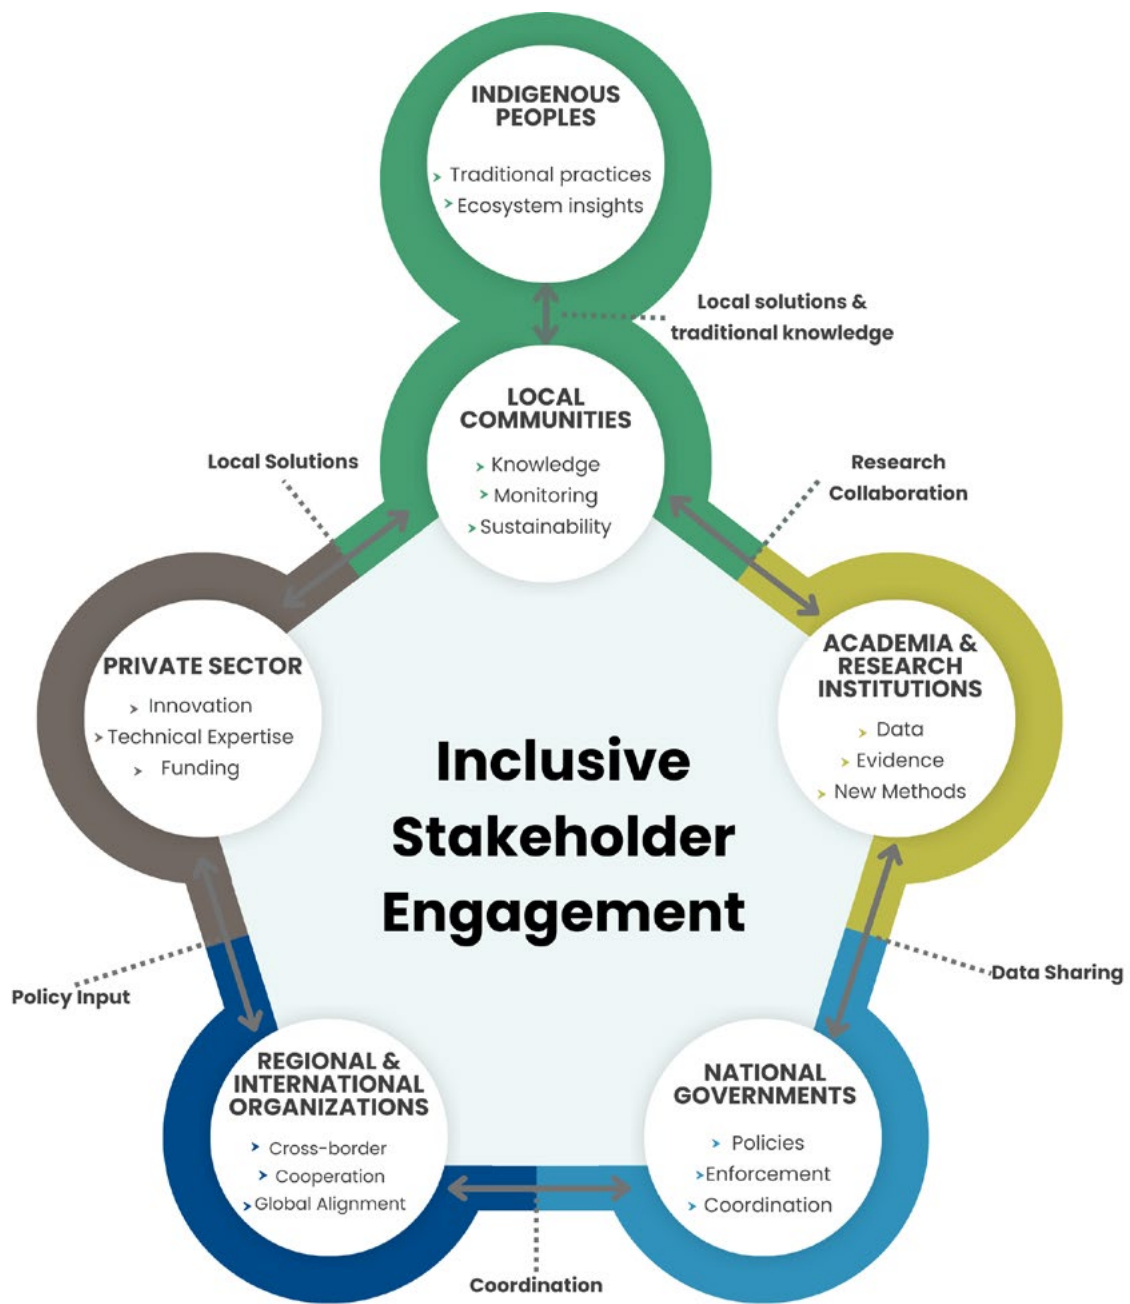 INDIGENOUS
PEOPLES
Traditional practices
Ecosystem insights
Local solutions &
traditional knowledge
LOCAL
COMMUNITIES
Knowledge
Monitoring
Sustainability
Local Solutions
Research
Collaboration
PRIVATE SECTOR
Innovation
Technical Expertise
Funding
ACADEMIA &
RESEARCH
INSTITUTIONS
Data
Evidence
New Methods
Inclusive
Stakeholder
Engagement
Policy Input
Data Sharing
REGIONAL &
INTERNATIONAL
ORGANIZATIONS
Cross-border
Cooperation
Global Alignment
NATIONAL
GOVERNMENTS
Policies
Enforcement
Coordination
Coordination